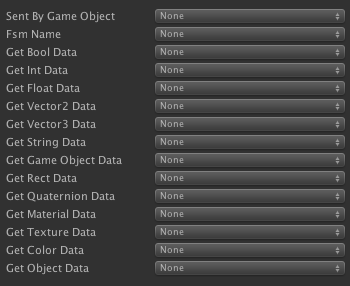 Sent By Game Object None
Fsm Name None
Get Bool Data None
Get Int Data None
Get Float Data None
Get Vector2 Data None
Get Vector3 Data None
Get String Data None
Get Game Object Data None
Get Rect Data None
Get Quaternion Data None
Get Material Data None
Get Texture Data None
Get Color Data None
Get Object Data None